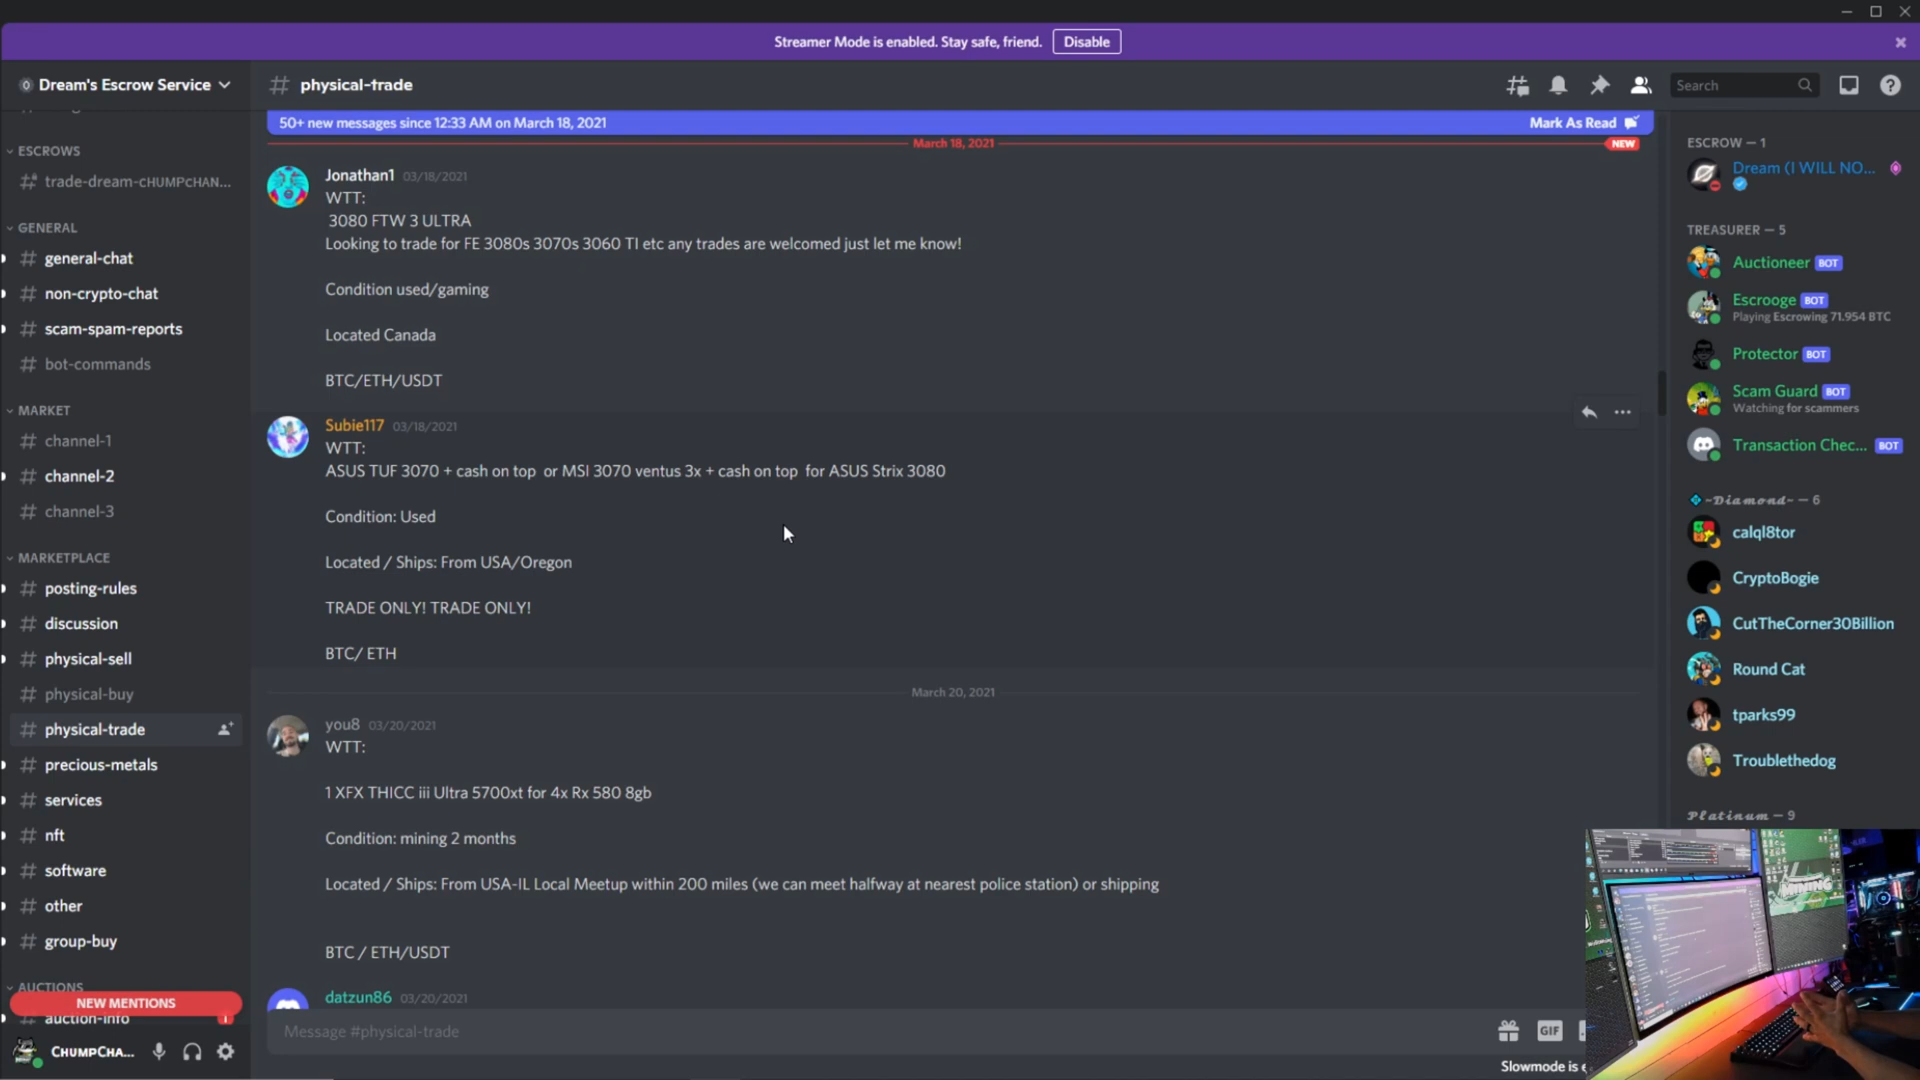 Streamer Mode is enabled. Stay safe, friend. Disable
Dream's Escrow Service
physical-trade
Search
50+ new messages since 12:33 AM on March 18, 2021
Mark As Read
ESCROWS
trade-dream-cHUMPcHAN...
GENERAL
general-chat
non-crypto-chat
scam-spam-reports
bot-commands
MARKET
channel-1
channel-2
channel-3
MARKETPLACE
posting-rules
discussion
physical-sell
physical-buy
physical-trade
precious-metals
services
nft
software
other
group-buy
AUCTIONS
NEW MENTIONS
auction-info
1
CHUMPCHA...
March 18, 2021
NEW
Jonathan1 03/18/2021
WTT:
3080 FTW 3 ULTRA
Looking to trade for FE 3080s 3070s 3060 TI etc any trades are welcomed just let me know!
Condition used/gaming
Located Canada
BTC/ETH/USDT
Subie117 03/18/2021
WTT:
ASUS TUF 3070 + cash on top or MSI 3070 ventus 3x + cash on top for ASUS Strix 3080
Condition: Used
Located / Ships: From USA/Oregon
TRADE ONLY! TRADE ONLY!
BTC/ ETH
March 20, 2021
you8 03/20/2021
WTT:
1 XFX THICC iii Ultra 5700xt for 4x Rx 580 8gb
Condition: mining 2 months
Located / Ships: From USA-IL Local Meetup within 200 miles (we can meet halfway at nearest police station) or shipping
BTC / ETH/USDT
datzun86 03/20/2021
Message #physical-trade
GIF
Slowmode is
ESCROW — 1
Dream (I WILL NO...
TREASURER — 5
Auctioneer BOT
Escrooge BOT
Playing Escrowing 71.954 BTC
Protector BOT
Scam Guard BOT
Watching for scammers
Transaction Chec... BOT
~Diamond~ — 6
calql8tor
CryptoBogie
CutTheCorner30Billion
Round Cat
tparks99
Troublethedog
Platinum — 9
MINING